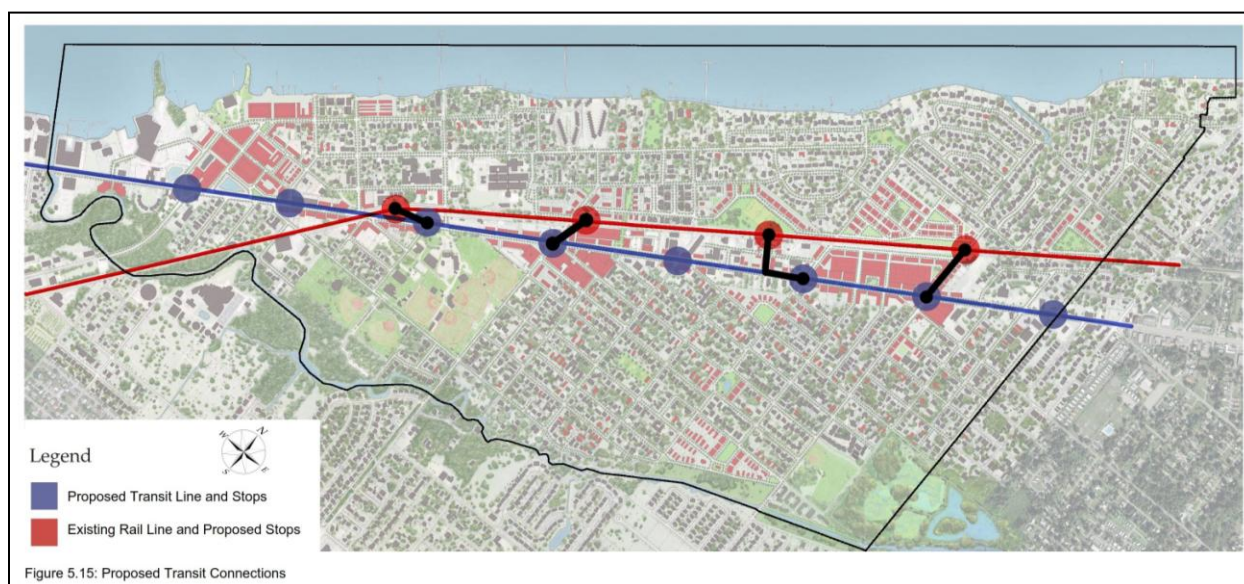 Legend
N
W
E
S
Proposed Transit Line and Stops
Existing Rail Line and Proposed Stops
Figure 5.15: Proposed Transit Connections